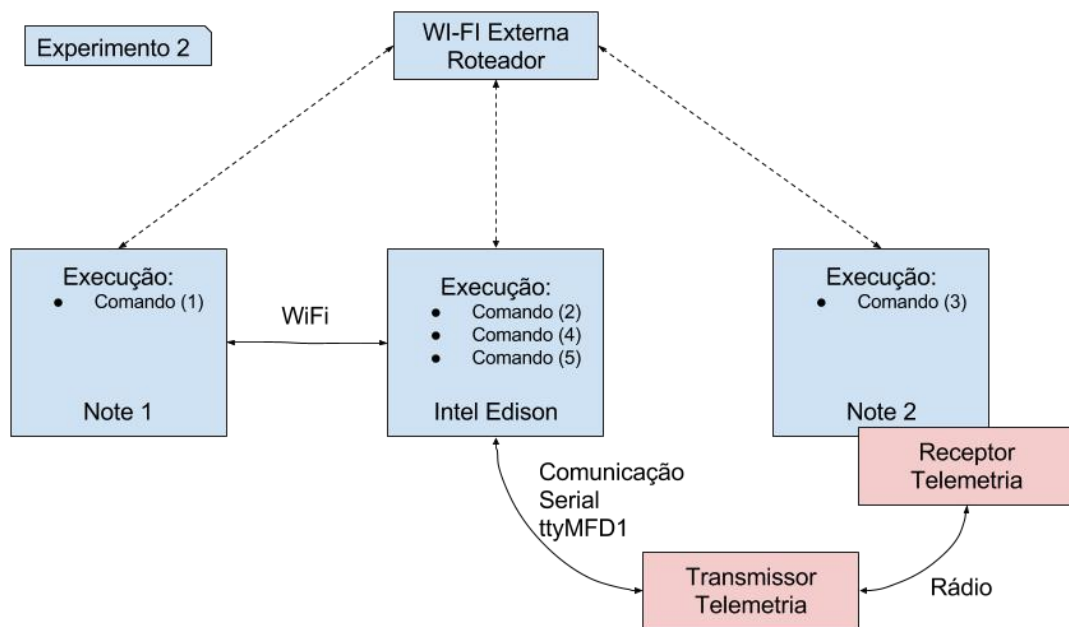 Experimento 2
WI-FI Externa
Roteador
Execução:
● Comando (1)
Note 1
WiFi
Execução:
● Comando (2)
● Comando (4)
● Comando (5)
Intel Edison
Execução:
● Comando (3)
Note 2
Receptor
Telemetria
Comunicação
Serial
ttyMFD1
Transmissor
Telemetria
Rádio